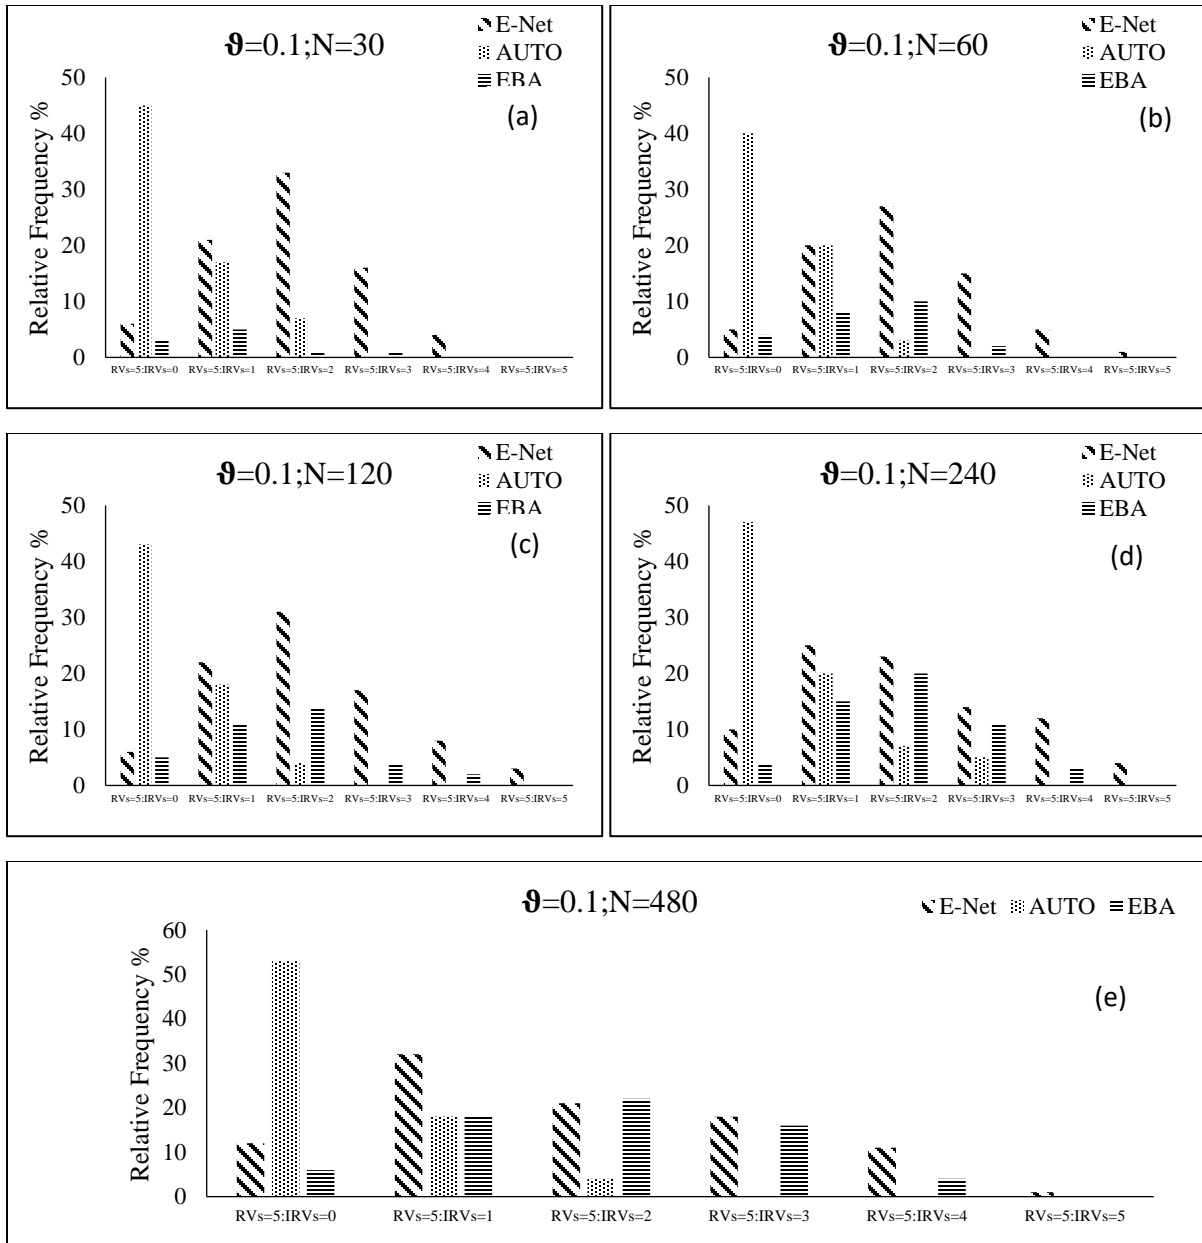 𝛝=0.1;N=30
E-Net
AUTO
EBA
(a)
Relative Frequency %
50
40
30
20
10
0
RVs=5:IRVs=0 RVs=5:IRVs=1 RVs=5:IRVs=2 RVs=5:IRVs=3 RVs=5:IRVs=4 RVs=5:IRVs=5
𝛝=0.1;N=60
E-Net
AUTO
EBA
(b)
Relative Frequency %
50
40
30
20
10
0
RVs=5:IRVs=0 RVs=5:IRVs=1 RVs=5:IRVs=2 RVs=5:IRVs=3 RVs=5:IRVs=4 RVs=5:IRVs=5
𝛝=0.1;N=120
E-Net
AUTO
EBA
(c)
Relative Frequency %
50
40
30
20
10
0
RVs=5:IRVs=0 RVs=5:IRVs=1 RVs=5:IRVs=2 RVs=5:IRVs=3 RVs=5:IRVs=4 RVs=5:IRVs=5
𝛝=0.1;N=240
E-Net
AUTO
EBA
(d)
Relative Frequency %
50
40
30
20
10
0
RVs=5:IRVs=0 RVs=5:IRVs=1 RVs=5:IRVs=2 RVs=5:IRVs=3 RVs=5:IRVs=4 RVs=5:IRVs=5
𝛝=0.1;N=480
E-Net AUTO EBA
(e)
Relative Frequency %
60
50
40
30
20
10
0
RVs=5:IRVs=0 RVs=5:IRVs=1 RVs=5:IRVs=2 RVs=5:IRVs=3 RVs=5:IRVs=4 RVs=5:IRVs=5